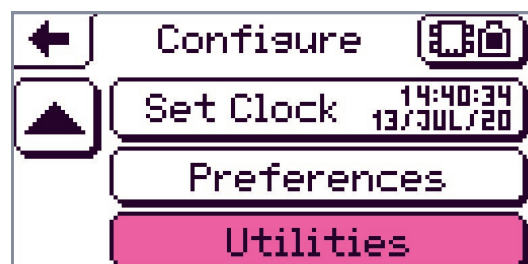 Configure
Set Clock 14:40:34
13/JUL/20
Preferences
Utilities